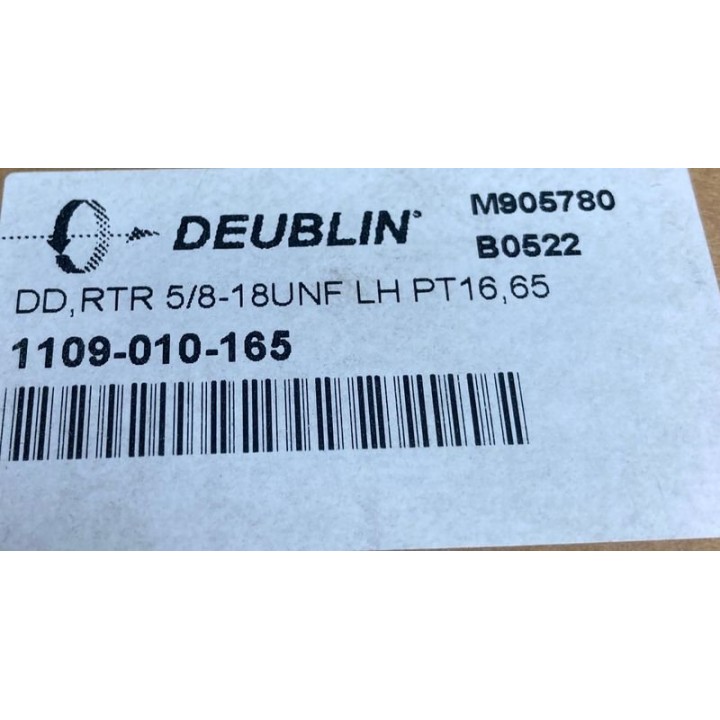 DEUBLIN®
M905780
B0522
DD,RTR 5/8-18UNF LH PT16,65
1109-010-165